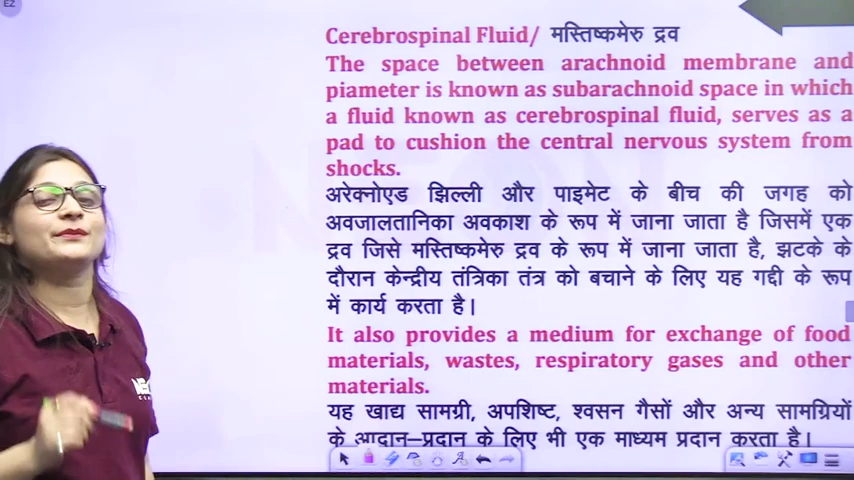 EZ
Cerebrospinal Fluid/ मस्तिष्कमेरु द्रव
The space between arachnoid membrane and
piameter is known as subarachnoid space in which
a fluid known as cerebrospinal fluid, serves as a
pad to cushion the central nervous system from
shocks.
अरेक्नोएड झिल्ली और पाइमेट के बीच की जगह को
अवजालतानिका अवकाश के रूप में जाना जाता है जिसमें एक
द्रव जिसे मस्तिष्कमेरु द्रव के रूप में जाना जाता है, झटके के
दौरान केन्द्रीय तंत्रिका तंत्र को बचाने के लिए यह गद्दी के रूप
में कार्य करता है।
It also provides a medium for exchange of food
materials, wastes, respiratory gases and other
materials.
यह खाद्य सामग्री, अपशिष्ट, श्वसन गैसों और अन्य सामग्रियों
के आदान–प्रदान के लिए भी एक माध्यम प्रदान करता है।